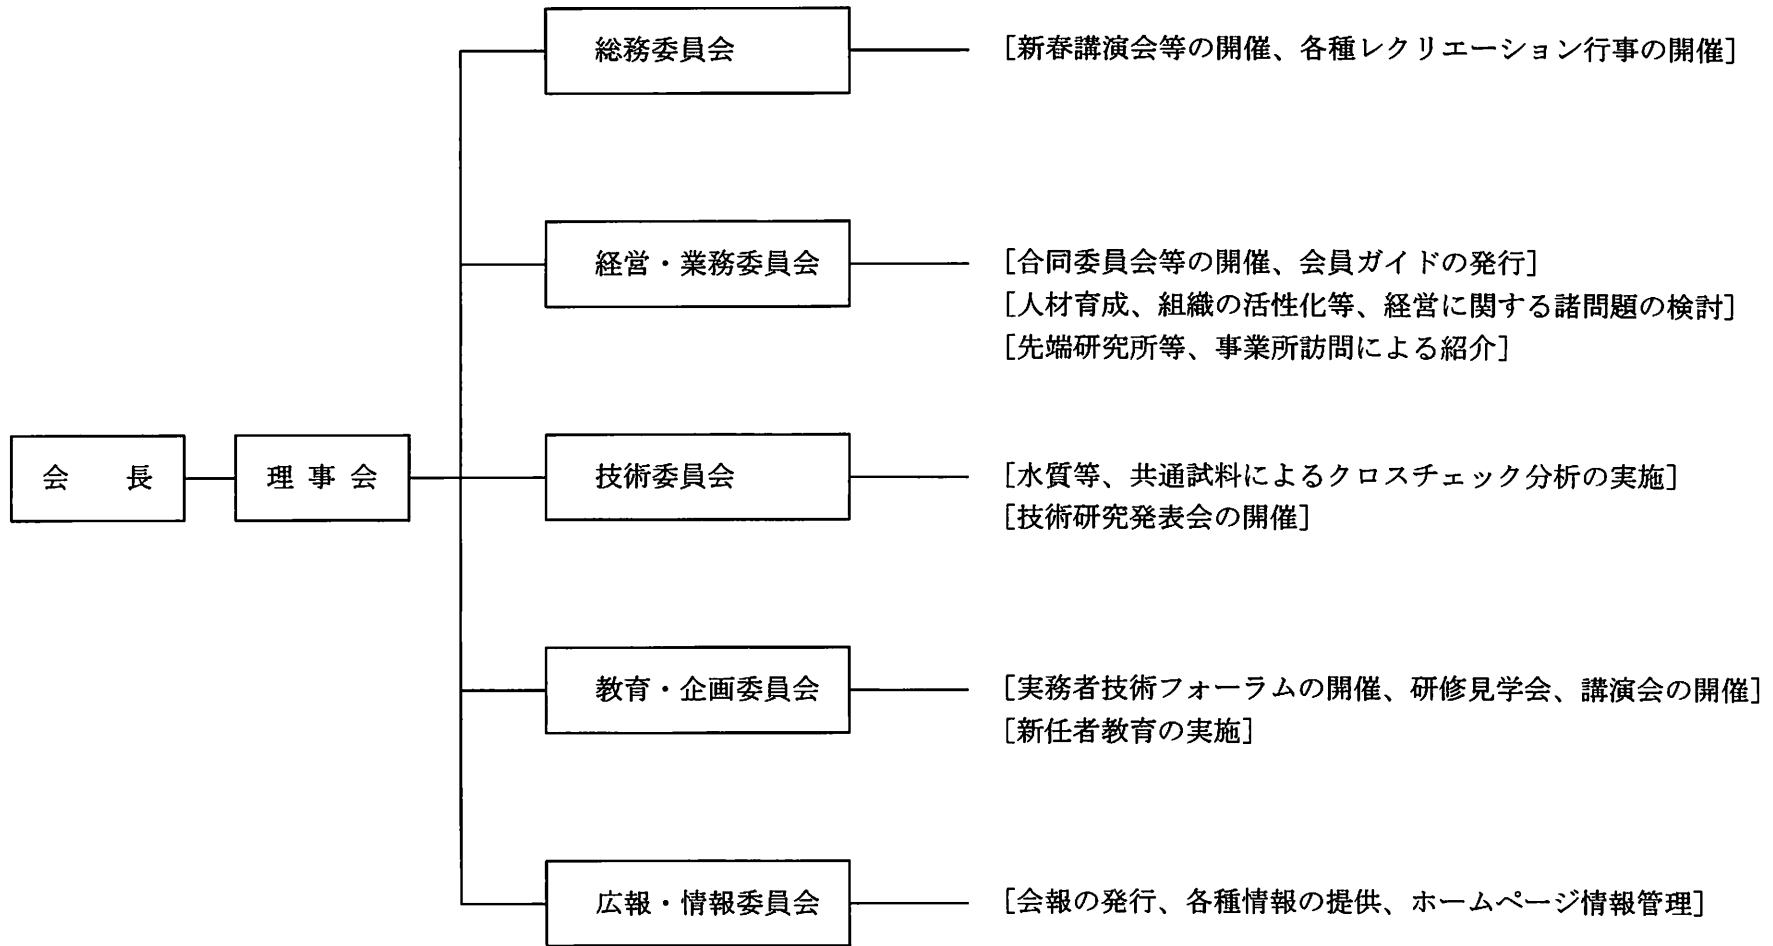 総務委員会
[新春講演会等の開催、各種レクリエーション行事の開催]
経営・業務委員会
[合同委員会等の開催、会員ガイドの発行]
[人材育成、組織の活性化等、経営に関する諸問題の検討]
[先端研究所等、事業所訪問による紹介]
会　長
理 事 会
技術委員会
[水質等、共通試料によるクロスチェック分析の実施]
[技術研究発表会の開催]
教育・企画委員会
[実務者技術フォーラムの開催、研修見学会、講演会の開催]
[新任者教育の実施]
広報・情報委員会
[会報の発行、各種情報の提供、ホームページ情報管理]